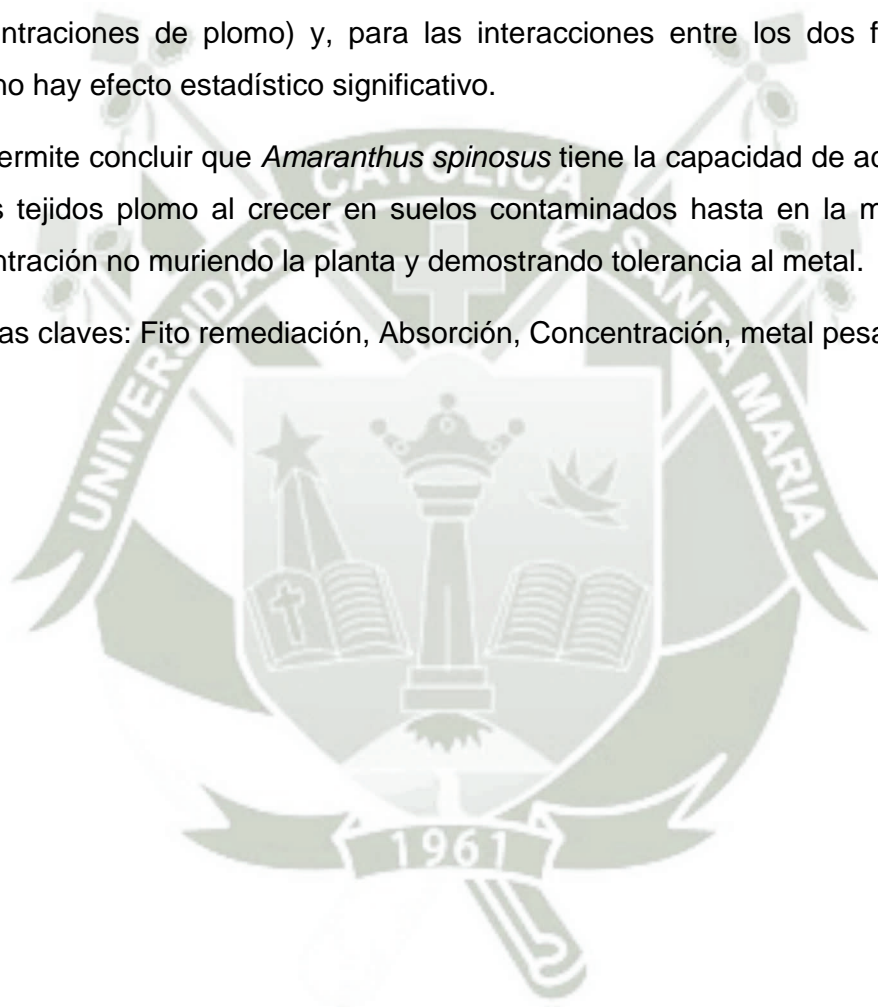 entraciones de plomo) y, para las interacciones entre los dos f
no hay efecto estadístico significativo.
ermite concluir que Amaranthus spinosus tiene la capacidad de ac
s tejidos plomo al crecer en suelos contaminados hasta en la m
ntración no muriendo la planta y demostrando tolerancia al metal.
as claves: Fito remediación, Absorción, Concentración, metal pesa
UNIVERSIDAD CATOLICA SANTA MARIA
1961